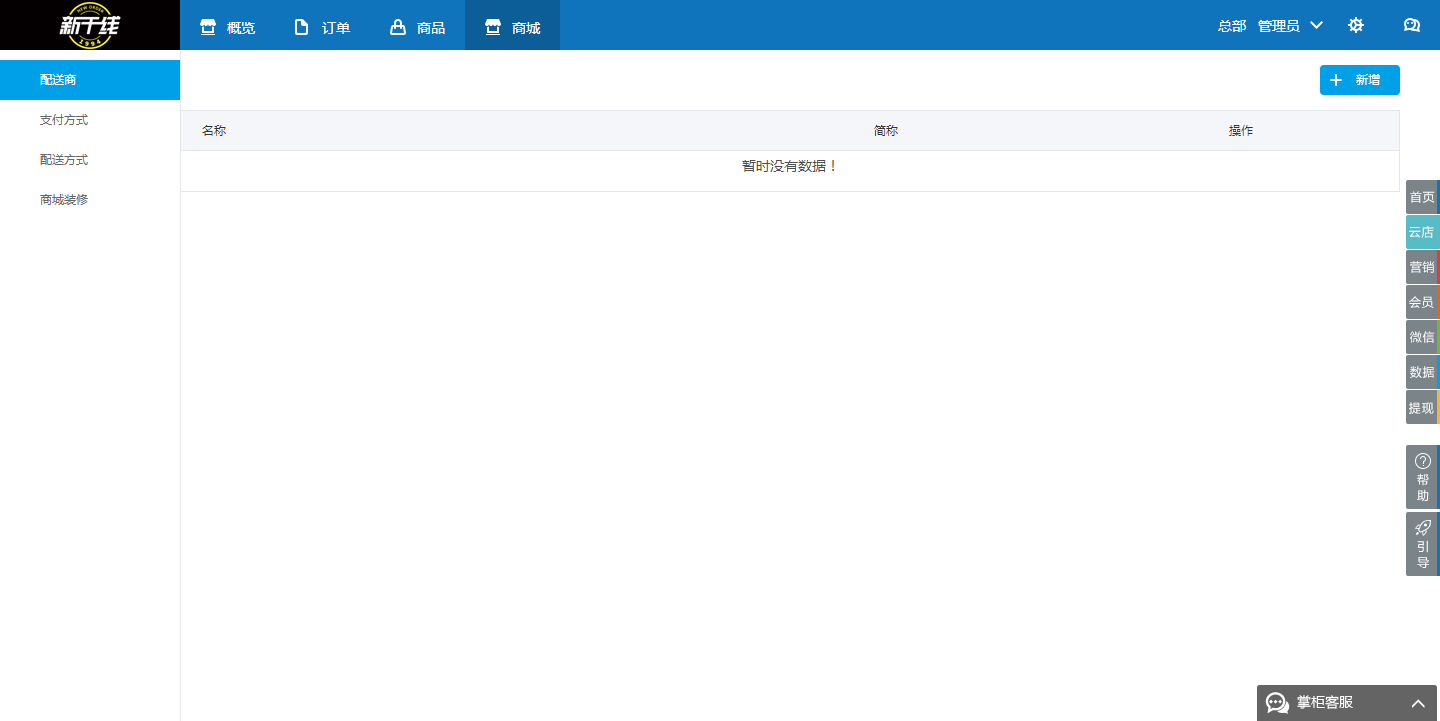 NEW ORDER
新干线
1994
概览
订单
商品
商城
总部 管理员
配送商
支付方式
配送方式
商城装修
新增
名称 简称 操作
暂时没有数据！
首页
云店
营销
会员
微信
数据
提现
帮助
引导
掌柜客服